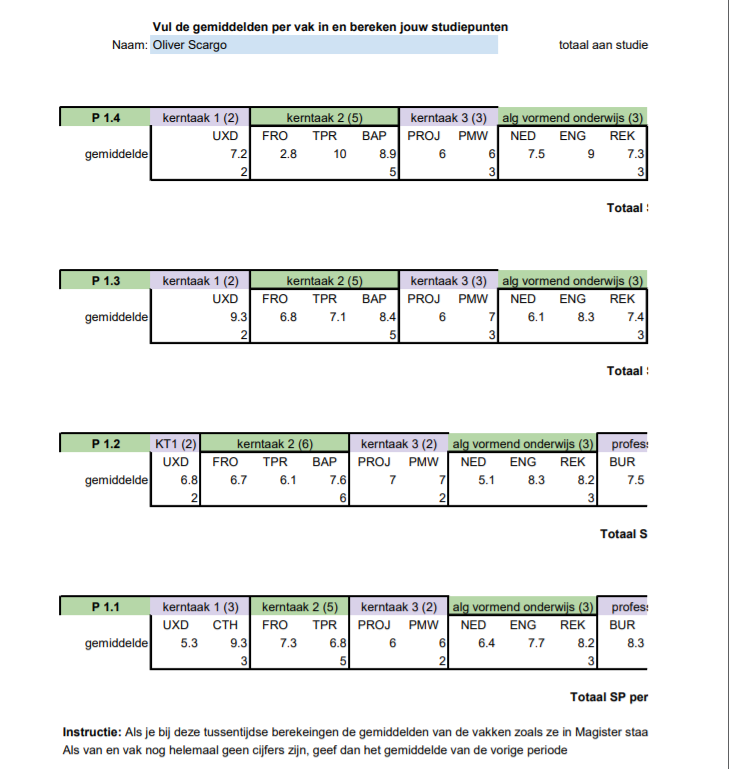 Vul de gemiddelden per vak in en bereken jouw studiepunten
Naam: Oliver Scargo totaal aan studie
P 1.4 kerntaak 1 (2) kerntaak 2 (5) kerntaak 3 (3) alg vormend onderwijs (3)
UXD FRO TPR BAP PROJ PMW NED ENG REK
gemiddelde 7.2 2.8 10 8.9 6 6 7.5 9 7.3
2 5 3 3
Totaal
P 1.3 kerntaak 1 (2) kerntaak 2 (5) kerntaak 3 (3) alg vormend onderwijs (3)
UXD FRO TPR BAP PROJ PMW NED ENG REK
gemiddelde 9.3 6.8 7.1 8.4 6 7 6.1 8.3 7.4
2 5 3 3
Totaal
P 1.2 KT1 (2) kerntaak 2 (6) kerntaak 3 (2) alg vormend onderwijs (3) profes
UXD FRO TPR BAP PROJ PMW NED ENG REK BUR
gemiddelde 6.8 6.7 6.1 7.6 7 7 5.1 8.3 8.2 7.5
2 6 2 3
Totaal S
P 1.1 kerntaak 1 (3) kerntaak 2 (5) kerntaak 3 (2) alg vormend onderwijs (3) profes
UXD CTH FRO TPR PROJ PMW NED ENG REK BUR
gemiddelde 5.3 9.3 7.3 6.8 6 6 6.4 7.7 8.2 8.3
3 5 2 3
Totaal SP per
Instructie: Als je bij deze tussentijdse berekeingen de gemiddelden van de vakken zoals ze in Magister staa
Als van en vak nog helemaal geen cijfers zijn, geef dan het gemiddelde van de vorige periode